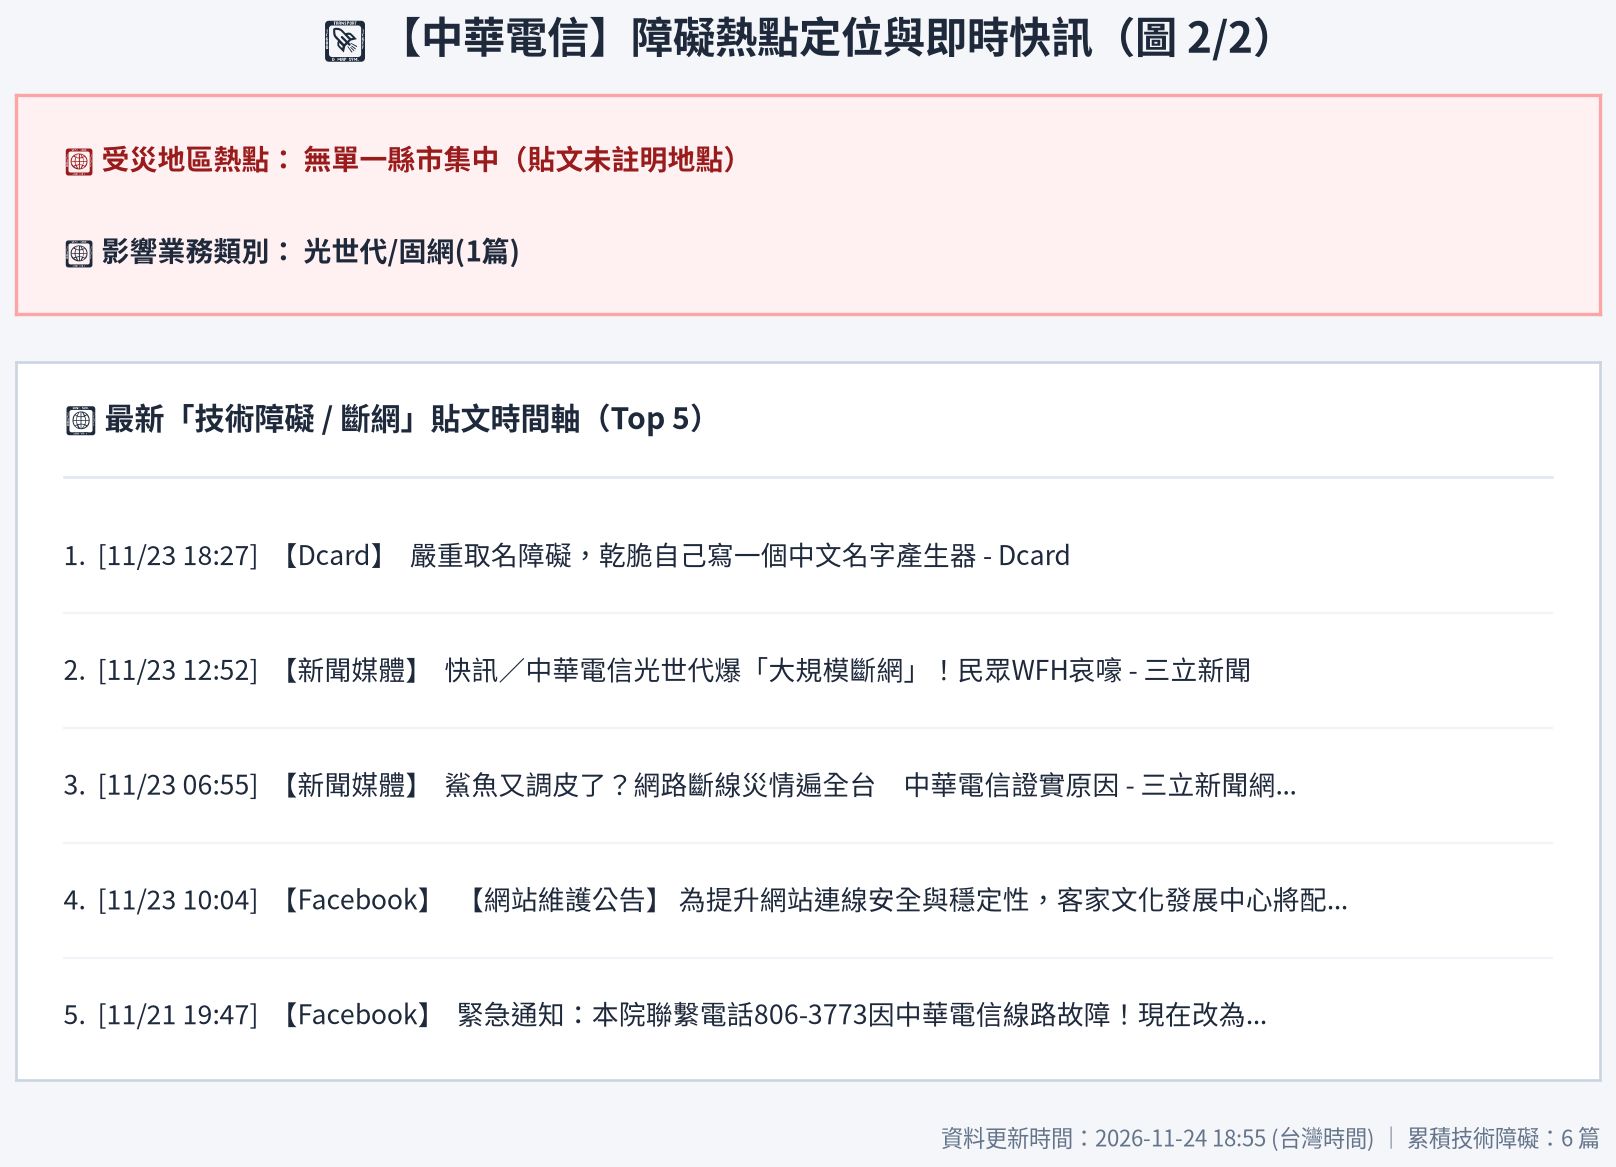 【中華電信】障礙熱點定位與即時快訊（圖 2/2）
受災地區熱點： 無單一縣市集中（貼文未註明地點）
影響業務類別： 光世代/固網(1篇)
最新「技術障礙 / 斷網」貼文時間軸（Top 5）
1. [11/23 18:27] 【Dcard】 嚴重取名障礙，乾脆自己寫一個中文名字產生器 - Dcard
2. [11/23 12:52] 【新聞媒體】 快訊／中華電信光世代爆「大規模斷網」！民眾WFH哀嚎 - 三立新聞
3. [11/23 06:55] 【新聞媒體】 鯊魚又調皮了？網路斷線災情遍全台　中華電信證實原因 - 三立新聞網...
4. [11/23 10:04] 【Facebook】 【網站維護公告】 為提升網站連線安全與穩定性，客家文化發展中心將配...
5. [11/21 19:47] 【Facebook】 緊急通知：本院聯繫電話806-3773因中華電信線路故障！現在改為...
資料更新時間：2026-11-24 18:55 (台灣時間) ｜ 累積技術障礙：6 篇